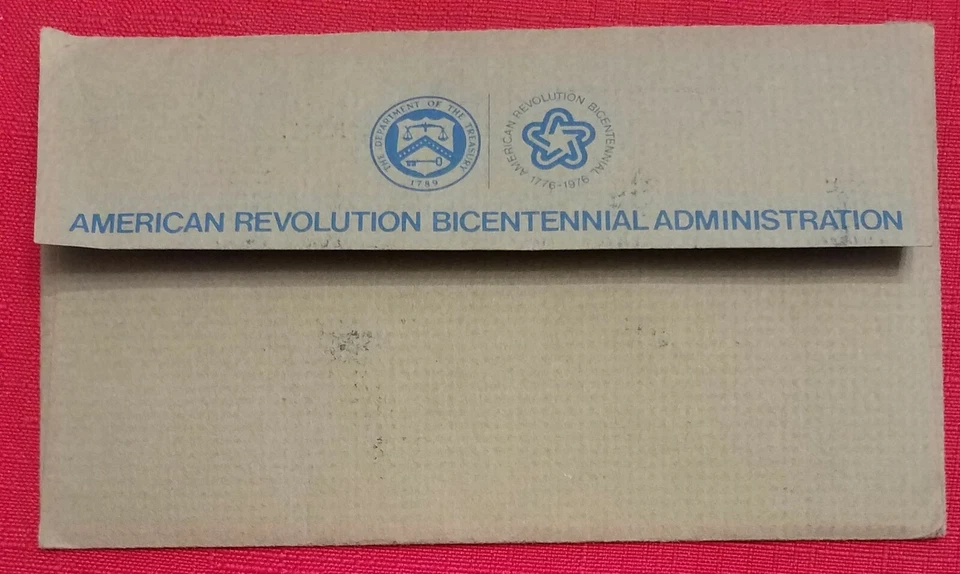 THE DEPARTMENT OF THE TREASURY
1789
AMERICAN REVOLUTION BICENTENNIAL
1776-1976
AMERICAN REVOLUTION BICENTENNIAL ADMINISTRATION